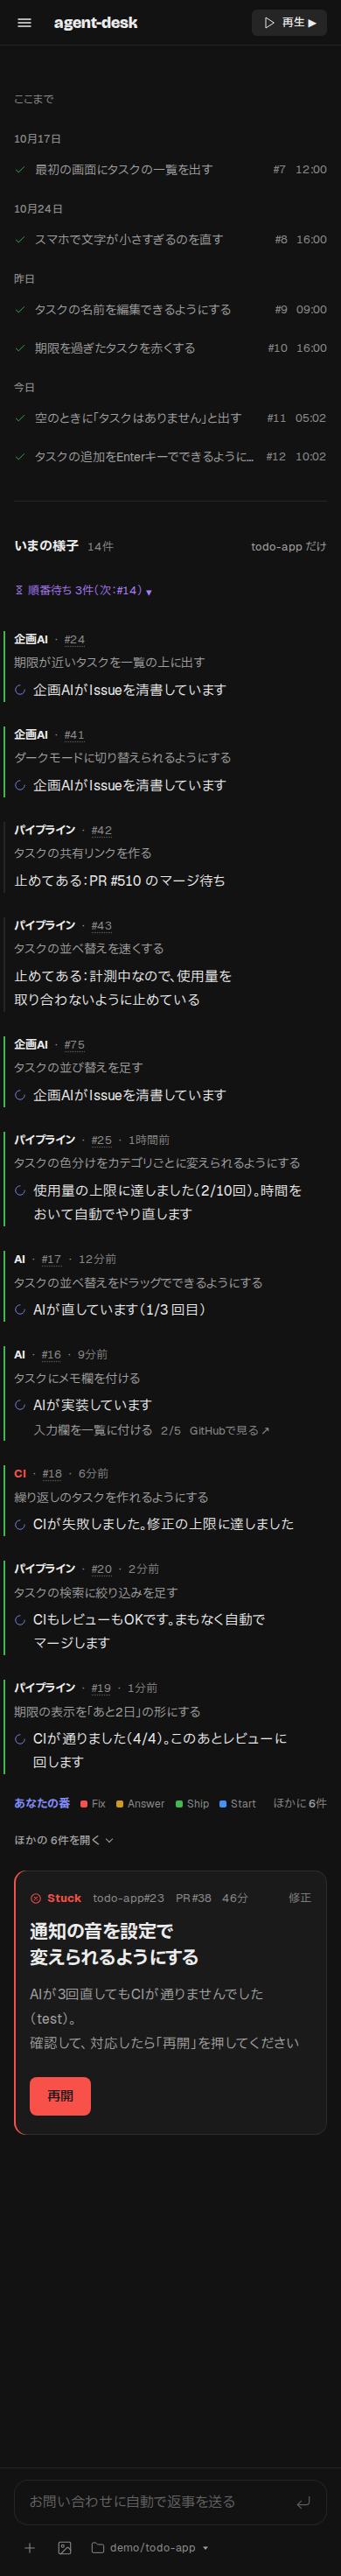 agent-desk
再生 ▶
ここまで
10月17日
最初の画面にタスクの一覧を出す #7 12:00
10月24日
スマホで文字が小さすぎるのを直す #8 16:00
昨日
タスクの名前を編集できるようにする #9 09:00
期限を過ぎたタスクを赤くする #10 16:00
今日
空のときに「タスクはありません」と出す #11 05:02
タスクの追加をEnterキーでできるように… #12 10:02
いまの様子 14件 todo-app だけ
順番待ち 3件（次：#14）▼
企画AI · #24
期限が近いタスクを一覧の上に出す
企画AIがIssueを清書しています
企画AI · #41
ダークモードに切り替えられるようにする
企画AIがIssueを清書しています
パイプライン · #42
タスクの共有リンクを作る
止めてある：PR #510 のマージ待ち
パイプライン · #43
タスクの並べ替えを速くする
止めてある：計測中なので、使用量を
取り合わないように止めている
企画AI · #75
タスクの並び替えを足す
企画AIがIssueを清書しています
パイプライン · #25 · 1時間前
タスクの色分けをカテゴリごとに変えられるようにする
使用量の上限に達しました（2/10回）。時間を
おいて自動でやり直します
AI · #17 · 12分前
タスクの並べ替えをドラッグでできるようにする
AIが直しています（1/3 回目）
AI · #16 · 9分前
タスクにメモ欄を付ける
AIが実装しています
入力欄を一覧に付ける 2/5 GitHubで見る ↗
CI · #18 · 6分前
繰り返しのタスクを作れるようにする
CIが失敗しました。修正の上限に達しました
パイプライン · #20 · 2分前
タスクの検索に絞り込みを足す
CIもレビューもOKです。まもなく自動で
マージします
パイプライン · #19 · 1分前
期限の表示を「あと2日」の形にする
CIが通りました（4/4）。このあとレビューに
回します
あなたの番 Fix Answer Ship Start ほかに 6件
ほかの 6件を開く
Stuck todo-app#23 PR#38 46分 修正
通知の音を設定で
変えられるようにする
AIが3回直してもCIが通りませんでした
（test）。
確認して、対応したら「再開」を押してください
再開
お問い合わせに自動で返事を送る
demo/todo-app